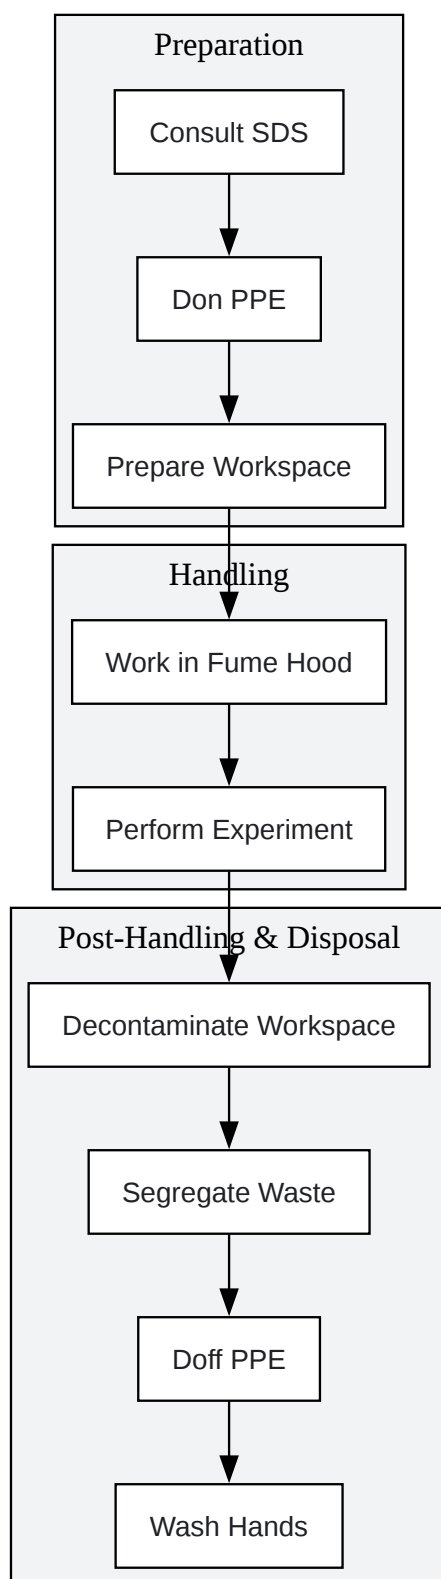 Preparation
Consult SDS
Don PPE
Prepare Workspace
Handling
Work in Fume Hood
Perform Experiment
Post-Handling & Disposal
Decontaminate Workspace
Segregate Waste
Doff PPE
Wash Hands